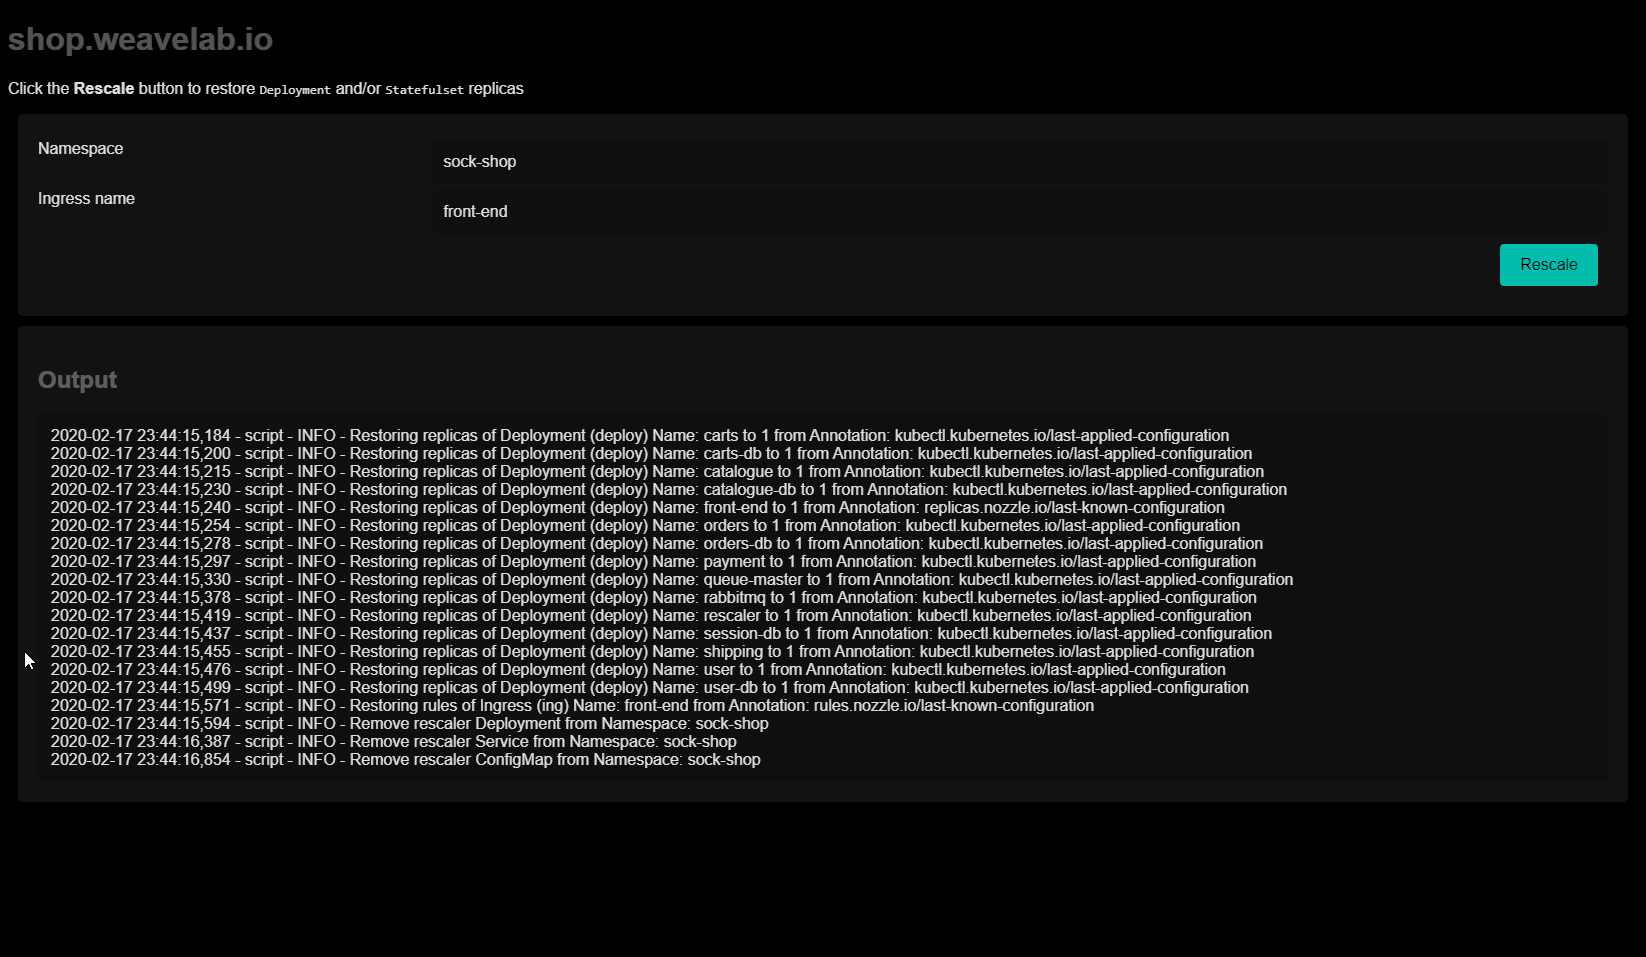 shop.weavelab.io
Click the Rescale button to restore Deployment and/or Statefulset replicas
Namespace
sock-shop
Ingress name
front-end
Rescale
Output
2020-02-17 23:44:15,184 - script - INFO - Restoring replicas of Deployment (deploy) Name: carts to 1 from Annotation: kubectl.kubernetes.io/last-applied-configuration
2020-02-17 23:44:15,200 - script - INFO - Restoring replicas of Deployment (deploy) Name: carts-db to 1 from Annotation: kubectl.kubernetes.io/last-applied-configuration
2020-02-17 23:44:15,215 - script - INFO - Restoring replicas of Deployment (deploy) Name: catalogue to 1 from Annotation: kubectl.kubernetes.io/last-applied-configuration
2020-02-17 23:44:15,230 - script - INFO - Restoring replicas of Deployment (deploy) Name: catalogue-db to 1 from Annotation: kubectl.kubernetes.io/last-applied-configuration
2020-02-17 23:44:15,240 - script - INFO - Restoring replicas of Deployment (deploy) Name: front-end to 1 from Annotation: replicas.nozzle.io/last-known-configuration
2020-02-17 23:44:15,254 - script - INFO - Restoring replicas of Deployment (deploy) Name: orders to 1 from Annotation: kubectl.kubernetes.io/last-applied-configuration
2020-02-17 23:44:15,278 - script - INFO - Restoring replicas of Deployment (deploy) Name: orders-db to 1 from Annotation: kubectl.kubernetes.io/last-applied-configuration
2020-02-17 23:44:15,297 - script - INFO - Restoring replicas of Deployment (deploy) Name: payment to 1 from Annotation: kubectl.kubernetes.io/last-applied-configuration
2020-02-17 23:44:15,330 - script - INFO - Restoring replicas of Deployment (deploy) Name: queue-master to 1 from Annotation: kubectl.kubernetes.io/last-applied-configuration
2020-02-17 23:44:15,378 - script - INFO - Restoring replicas of Deployment (deploy) Name: rabbitmq to 1 from Annotation: kubectl.kubernetes.io/last-applied-configuration
2020-02-17 23:44:15,419 - script - INFO - Restoring replicas of Deployment (deploy) Name: rescaler to 1 from Annotation: kubectl.kubernetes.io/last-applied-configuration
2020-02-17 23:44:15,437 - script - INFO - Restoring replicas of Deployment (deploy) Name: session-db to 1 from Annotation: kubectl.kubernetes.io/last-applied-configuration
2020-02-17 23:44:15,455 - script - INFO - Restoring replicas of Deployment (deploy) Name: shipping to 1 from Annotation: kubectl.kubernetes.io/last-applied-configuration
2020-02-17 23:44:15,476 - script - INFO - Restoring replicas of Deployment (deploy) Name: user to 1 from Annotation: kubectl.kubernetes.io/last-applied-configuration
2020-02-17 23:44:15,499 - script - INFO - Restoring replicas of Deployment (deploy) Name: user-db to 1 from Annotation: kubectl.kubernetes.io/last-applied-configuration
2020-02-17 23:44:15,571 - script - INFO - Restoring rules of Ingress (ing) Name: front-end from Annotation: rules.nozzle.io/last-known-configuration
2020-02-17 23:44:15,594 - script - INFO - Remove rescaler Deployment from Namespace: sock-shop
2020-02-17 23:44:16,387 - script - INFO - Remove rescaler Service from Namespace: sock-shop
2020-02-17 23:44:16,854 - script - INFO - Remove rescaler ConfigMap from Namespace: sock-shop